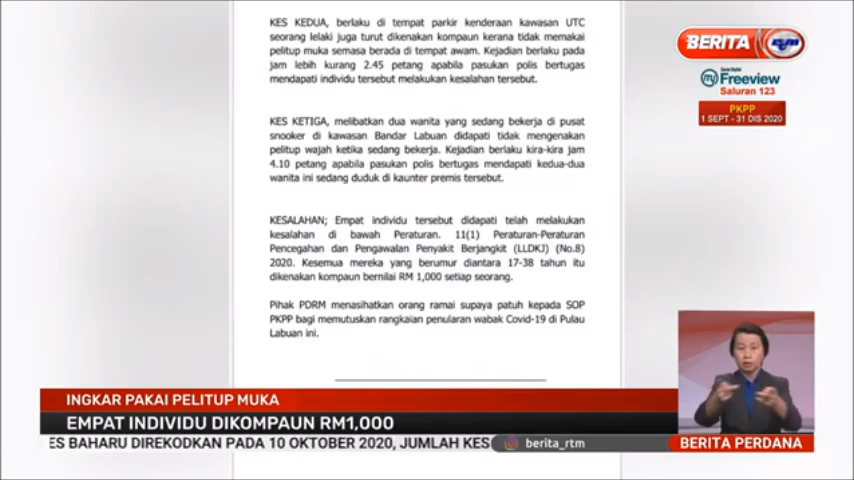 KES KEDUA, berlaku di tempat parkir kenderaan kawasan UTC
seorang lelaki juga turut dikenakan kompaun kerana tidak memakai
pelitup muka semasa berada di tempat awam. Kejadian berlaku pada
jam lebih kurang 2.45 petang apabila pasukan polis bertugas
mendapati individu tersebut melakukan kesalahan tersebut.
KES KETIGA, melibatkan dua wanita yang sedang bekerja di pusat
snooker di kawasan Bandar Labuan didapati tidak mengenakan
pelitup wajah ketika sedang bekerja. Kejadian berlaku kira-kira jam
4.10 petang apabila pasukan polis bertugas mendapati kedua-dua
wanita ini sedang duduk di kaunter premis tersebut.
KESALAHAN; Empat individu tersebut didapati telah melakukan
kesalahan di bawah Peraturan. 11(1) Peraturan-Peraturan
Pencegahan dan Pengawalan Penyakit Berjangkit (LLDKJ) (No.8)
2020. Kesemua mereka yang berumur diantara 17-38 tahun itu
dikenakan kompaun bernilai RM 1,000 setiap seorang.
Pihak PDRM menasihatkan orang ramai supaya patuh kepada SOP
PKPP bagi memutuskan rangkaian penularan wabak Covid-19 di Pulau
Labuan ini.
BERITA
my Freeview
Saluran 123
PKPP
1 SEPT - 31 DIS 2020
INGKAR PAKAI PELITUP MUKA
EMPAT INDIVIDU DIKOMPAUN RM1,000
ES BAHARU DIREKODKAN PADA 10 OKTOBER 2020, JUMLAH KES
berita_rtm
BERITA PERDANA